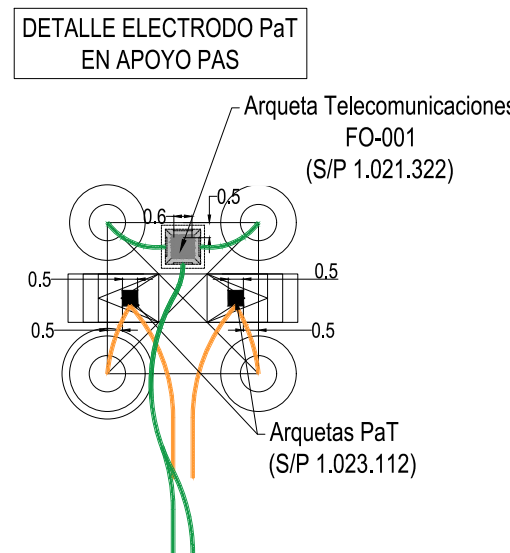 DETALLE ELECTRODO PaT
EN APOYO PAS
Arqueta Telecomunicaciones
FO-001
(S/P 1.021.322)
0.5
0.6
0.5
0.5
0.5
0.5
Arquetas PaT
(S/P 1.023.112)